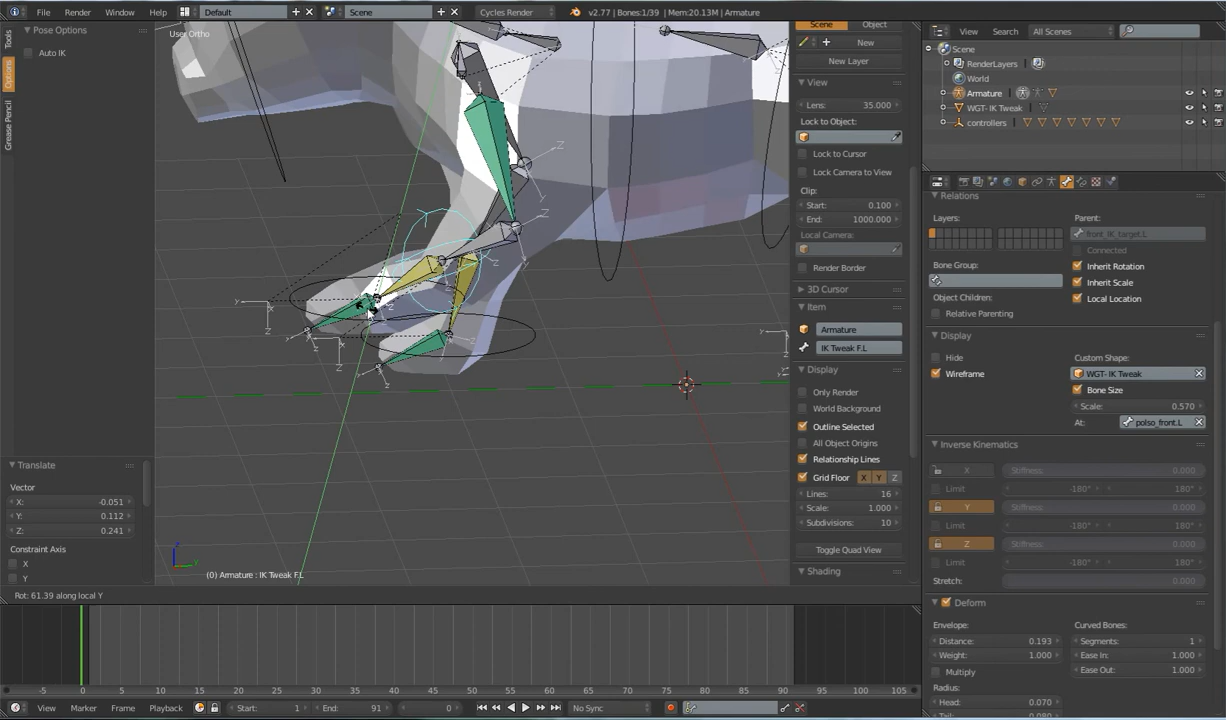 File Render Window Help Default Scene Cycles Render v2.77 | Bones:1/39 | Mem:20.13M | Armature
Pose Options
Auto IK
Tools
Options
Grease Pencil
User Ortho
Scene Object
New
New Layer
View
Lens: 35.000
Lock to Object:
Lock to Cursor
Lock Camera to View
Clip:
Start: 0.100
End: 1000.000
Local Camera:
Render Border
3D Cursor
Item
Armature
IK Tweak F.L
Display
Only Render
World Background
Outline Selected
All Object Origins
Relationship Lines
Grid Floor X Y Z
Lines: 16
Scale: 1.000
Subdivisions: 10
Toggle Quad View
Shading
View Search All Scenes
Scene
RenderLayers
World
Armature
WGT- IK Tweak
controllers
Relations
Layers: Parent:
front_IK_target.L
Connected
Bone Group: Inherit Rotation
Inherit Scale
Object Children: Local Location
Relative Parenting
Display
Hide Custom Shape:
Wireframe WGT- IK Tweak
Bone Size
Scale: 0.570
At: polso_front.L
Inverse Kinematics
X Stiffness: 0.000
Limit -180° 180°
Y Stiffness: 0.000
Limit -180° 180°
Z Stiffness: 0.000
Limit -180° 180°
Stretch: 0.000
Deform
Envelope: Curved Bones:
Distance: 0.193 Segments: 1
Weight: 1.000 Ease In: 1.000
Multiply Ease Out: 1.000
Radius:
Head: 0.070
Tail: 0.080
Translate
Vector
X: -0.051
Y: 0.112
Z: 0.241
Constraint Axis
X
Y
(0) Armature : IK Tweak F.L
Rot: 61.39 along local Y
-5 0 5 10 15 20 25 30 35 40 45 50 55 60 65 70 75 80 85 90 95 100 105
View Marker Frame Playback Start: 1 End: 91 0 No Sync